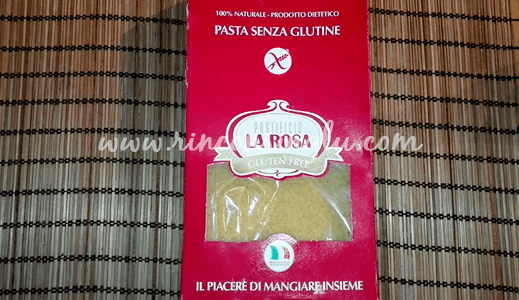 100% NATURALE - PRODOTTO DIETETICO
PASTA SENZA GLUTINE
PASTIFICIO
LA ROSA
GLUTEN FREE
IL PIACERE DI MANGIARE INSIEME